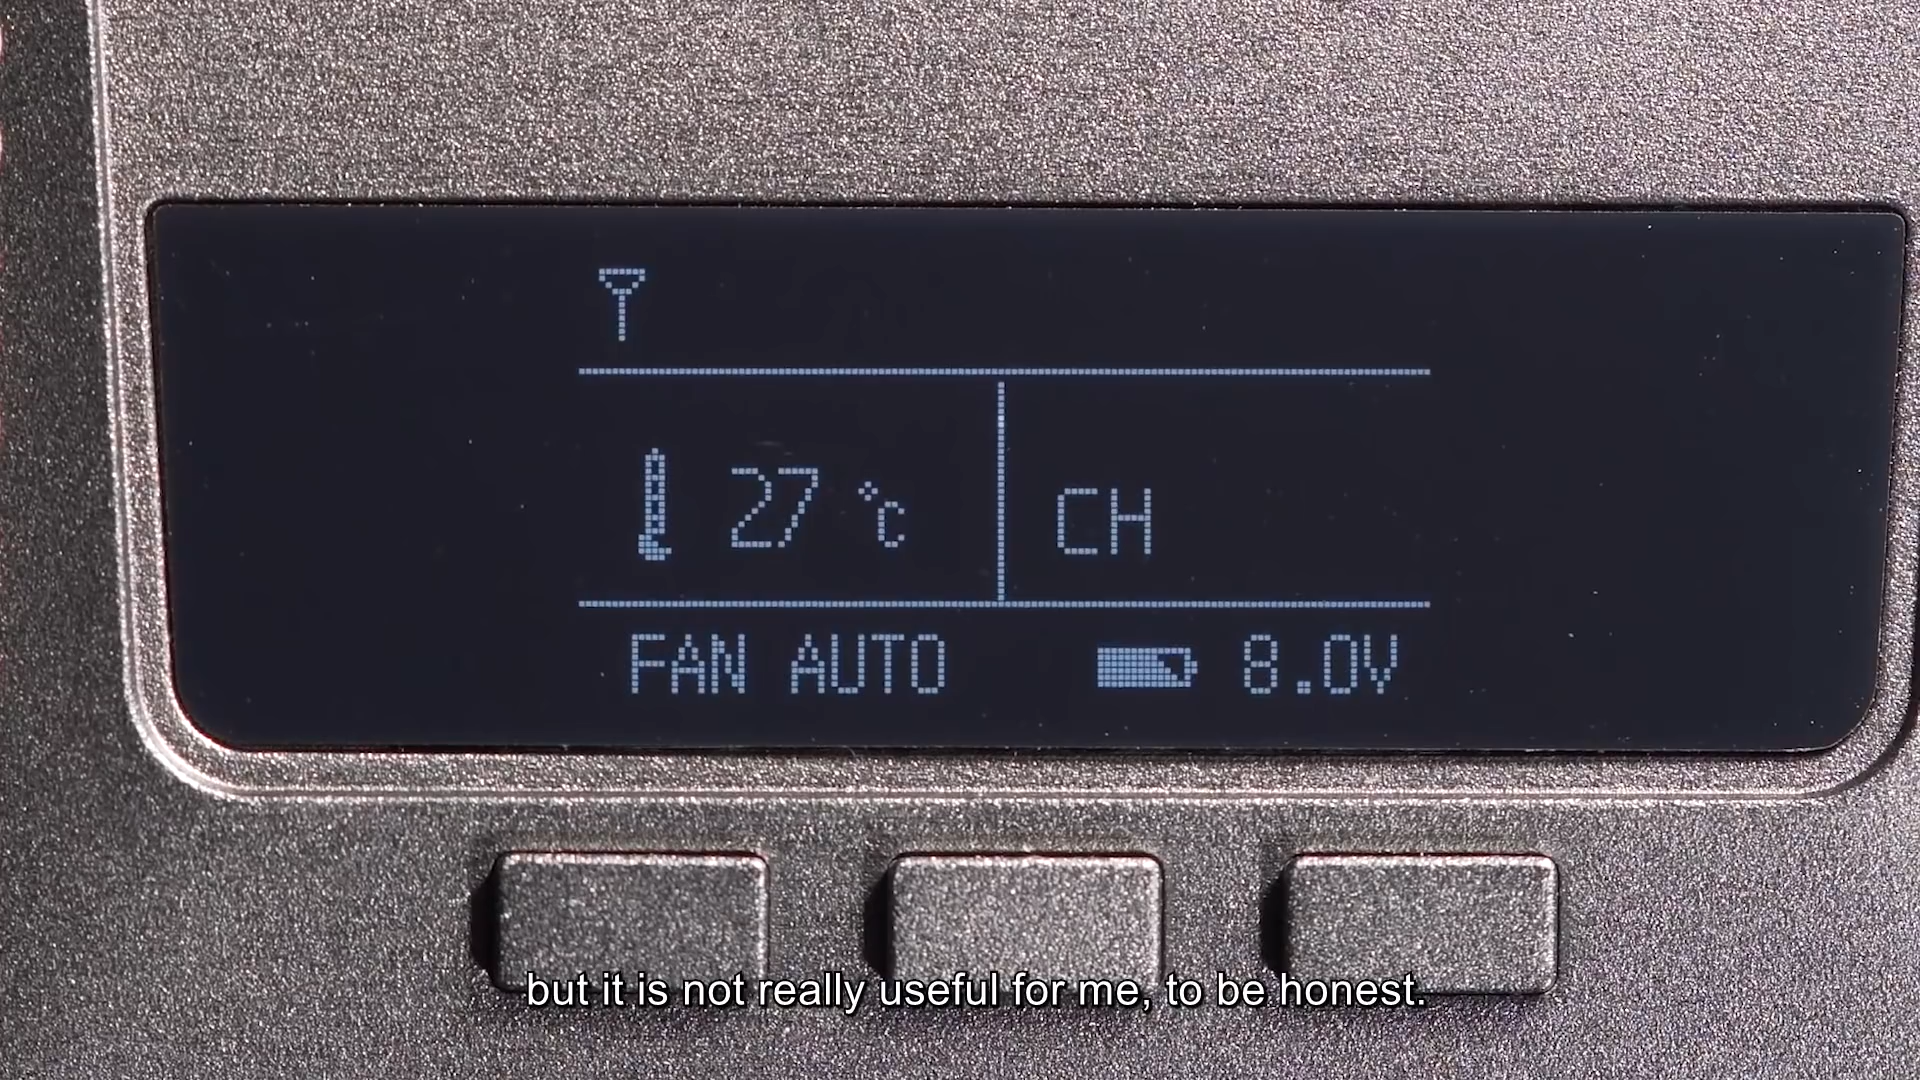 27 °C
CH
FAN AUTO
8.0V
but it is not really useful for me, to be honest.